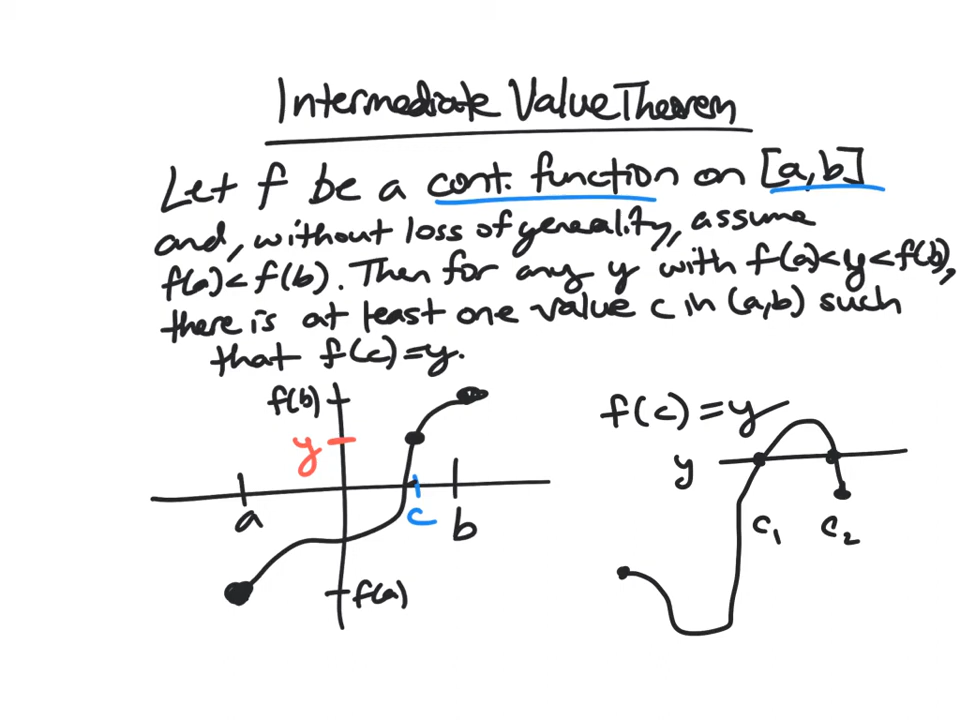 Intermediate Value Theorem
Let f be a cont. function on [a,b]
and, without loss of generality, assume
f(a)<f(b). Then for any y with f(a)<y<f(b),
there is at least one value c in (a,b) such
that f(c)=y.
f(b)
y
a
c
b
f(a)
f(c)=y
y
c₁
c₂